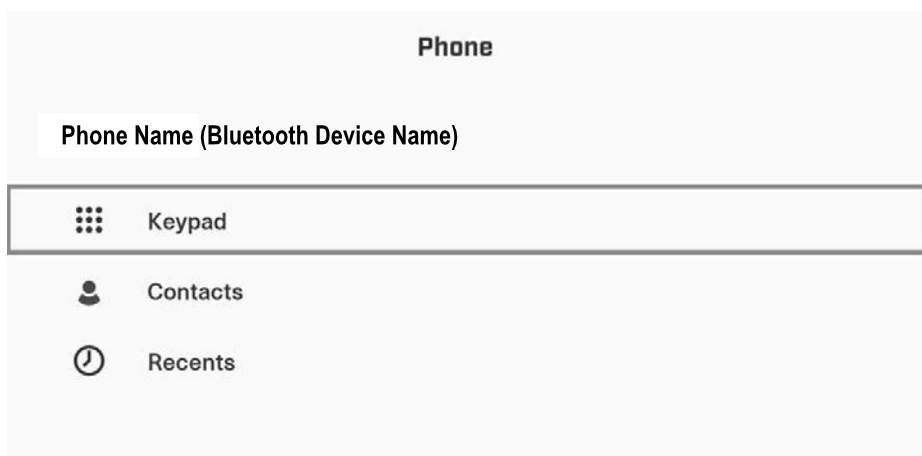 Phone
Phone Name (Bluetooth Device Name)
Keypad
Contacts
Recents